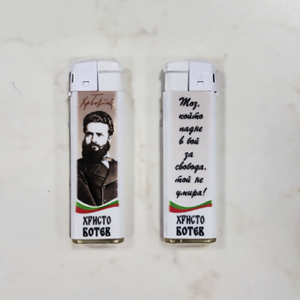 ХРИСТО
БОТЕВ
Тоз,
който
падне
в бой
за
свобода,
той не
умира!
ХРИСТО
БОТЕВ